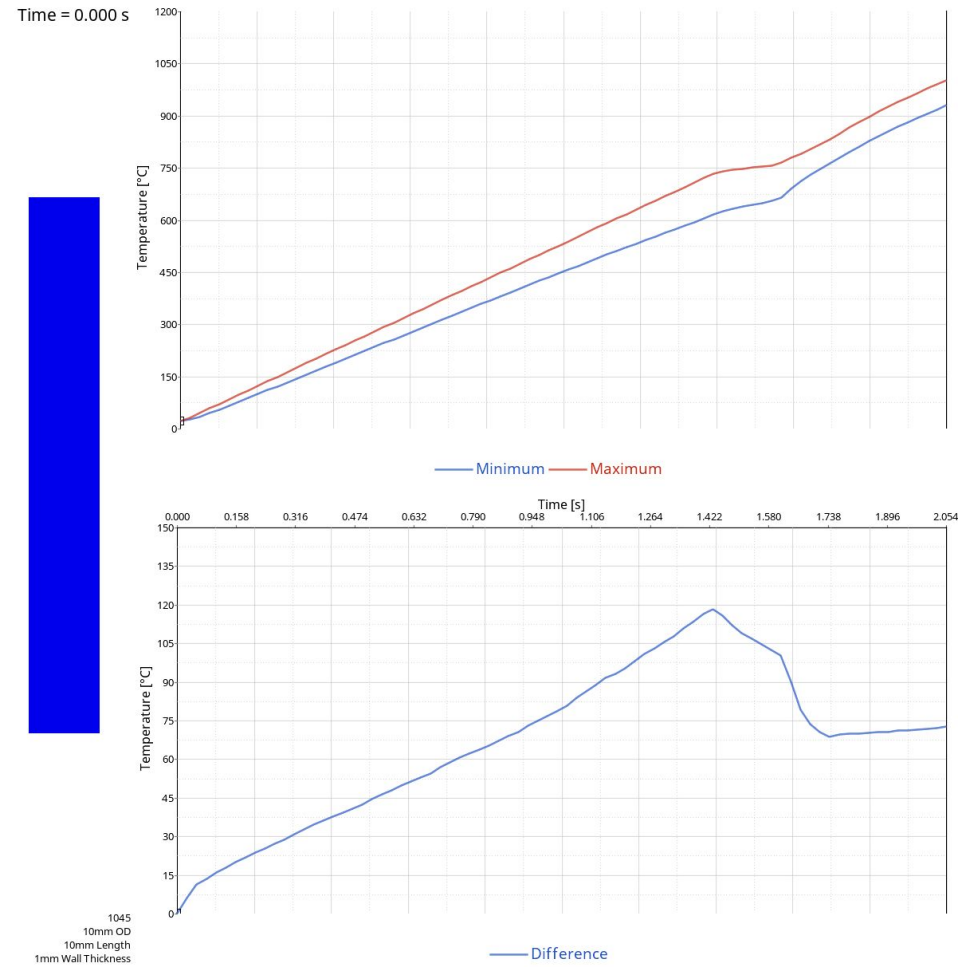 Time = 0.000 s
1200
1050
900
750
600
450
300
150
0
Temperature [°C]
Minimum Maximum
Time [s]
0.000 0.158 0.316 0.474 0.632 0.790 0.948 1.106 1.264 1.422 1.580 1.738 1.896 2.054
150
135
120
105
90
75
60
45
30
15
0
Temperature [°C]
Difference
1045
10mm OD
10mm Length
1mm Wall Thickness